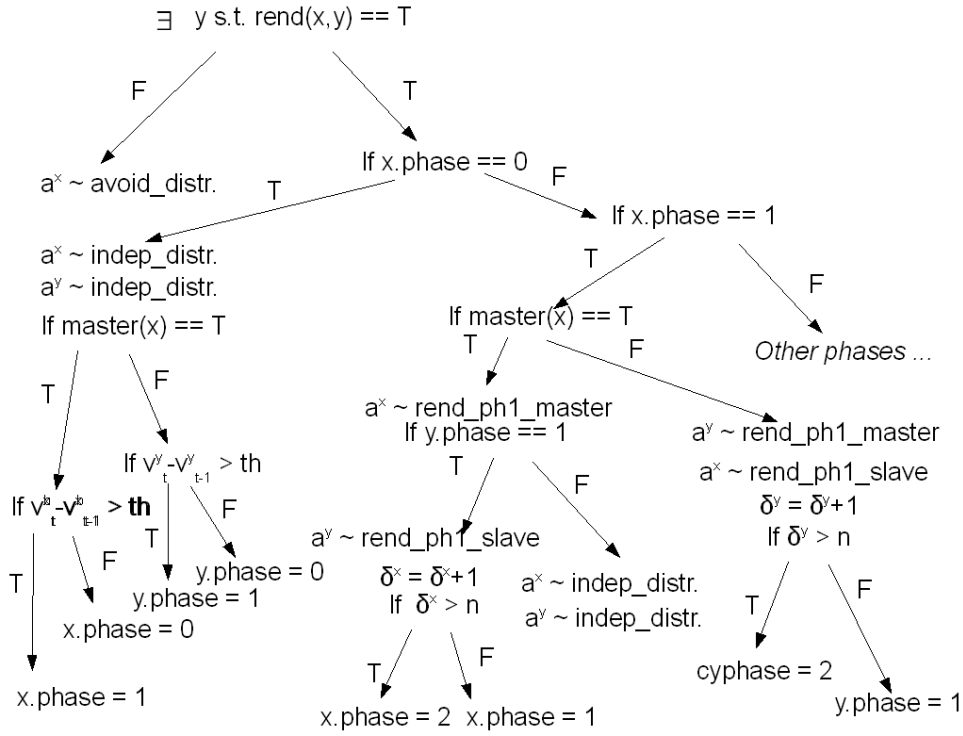 ∃ y s.t. rend(x,y) == T
F
T
If x.phase == 0
aˣ ~ avoid_distr.
T
F
If x.phase == 1
aˣ ~ indep_distr.
aʸ ~ indep_distr.
T
F
If master(x) == T
If master(x) == T
Other phases ...
T
F
T
F
aˣ ~ rend_ph1_master
If y.phase == 1
aʸ ~ rend_ph1_master
If vʸₜ-vʸₜ₋₁ > th
T
F
aˣ ~ rend_ph1_slave
δʸ = δʸ+1
If δʸ > n
If > th
T
F
aʸ ~ rend_ph1_slave
δˣ = δˣ+1
If δˣ > n
T
F
y.phase = 0
y.phase = 1
x.phase = 0
aˣ ~ indep_distr.
aʸ ~ indep_distr.
T
F
T
F
cyphase = 2
x.phase = 1
x.phase = 2
x.phase = 1
y.phase = 1